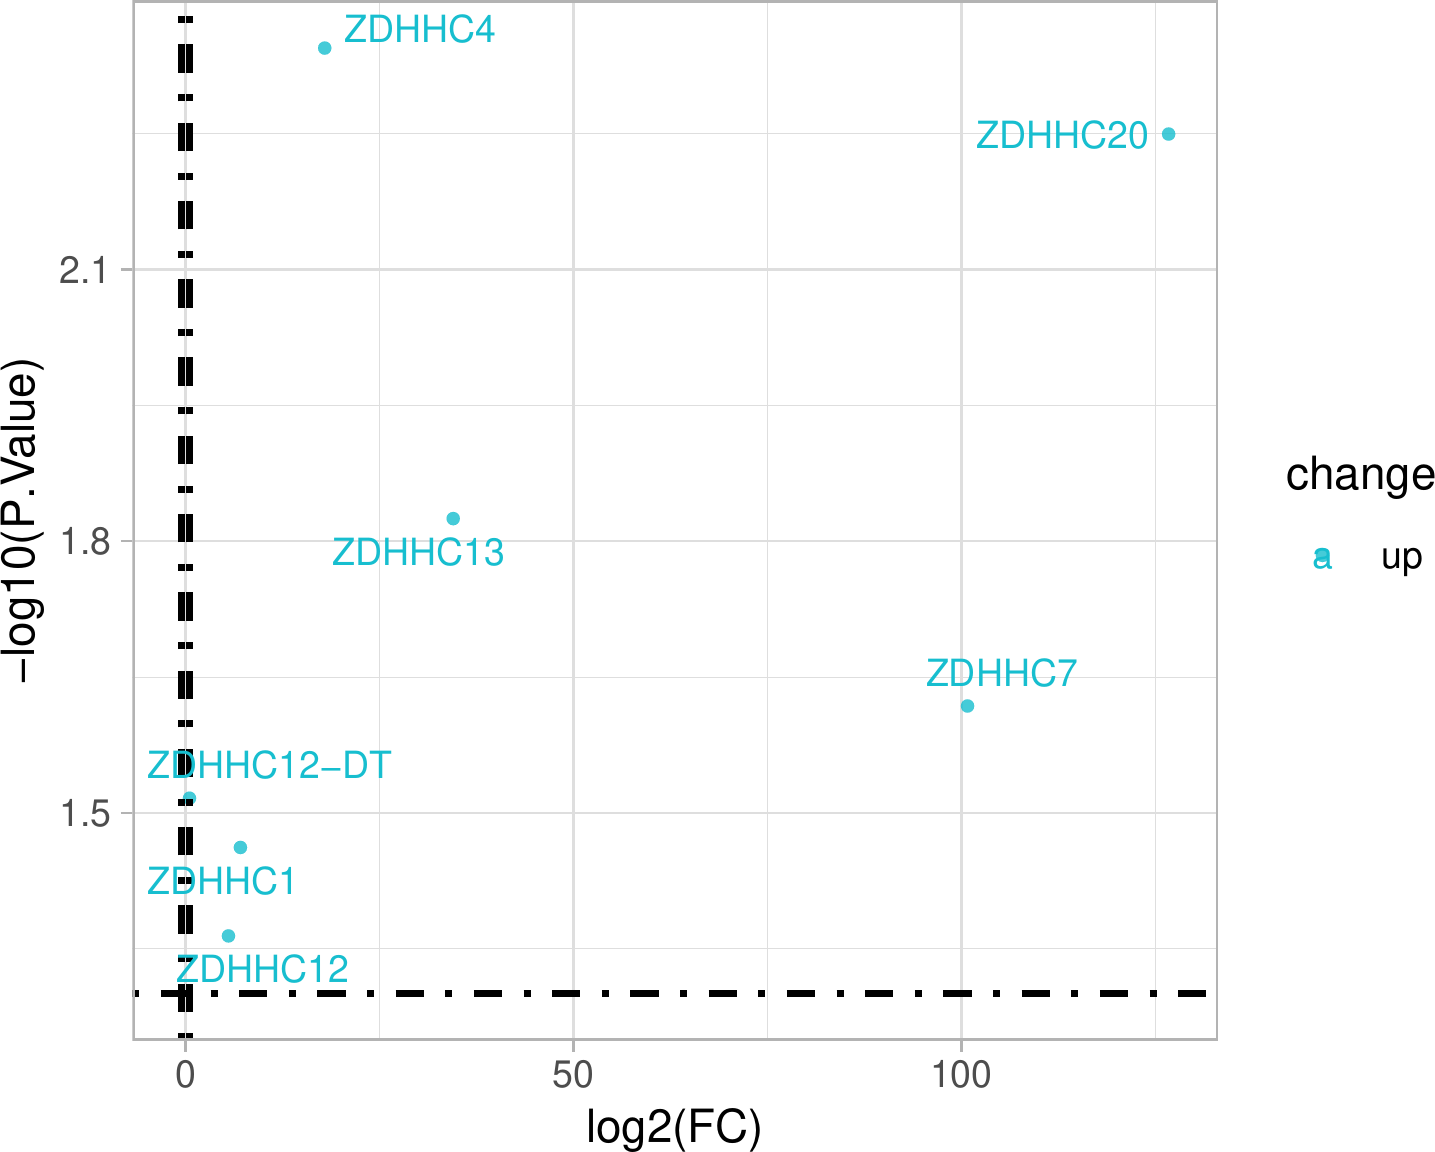 ZDHHC4
ZDHHC20
2.1
–log10(P.Value)
change
ZDHHC13
1.8
a up
ZDHHC7
ZDHHC12–DT
1.5
ZDHHC1
ZDHHC12
0 50 100
log2(FC)